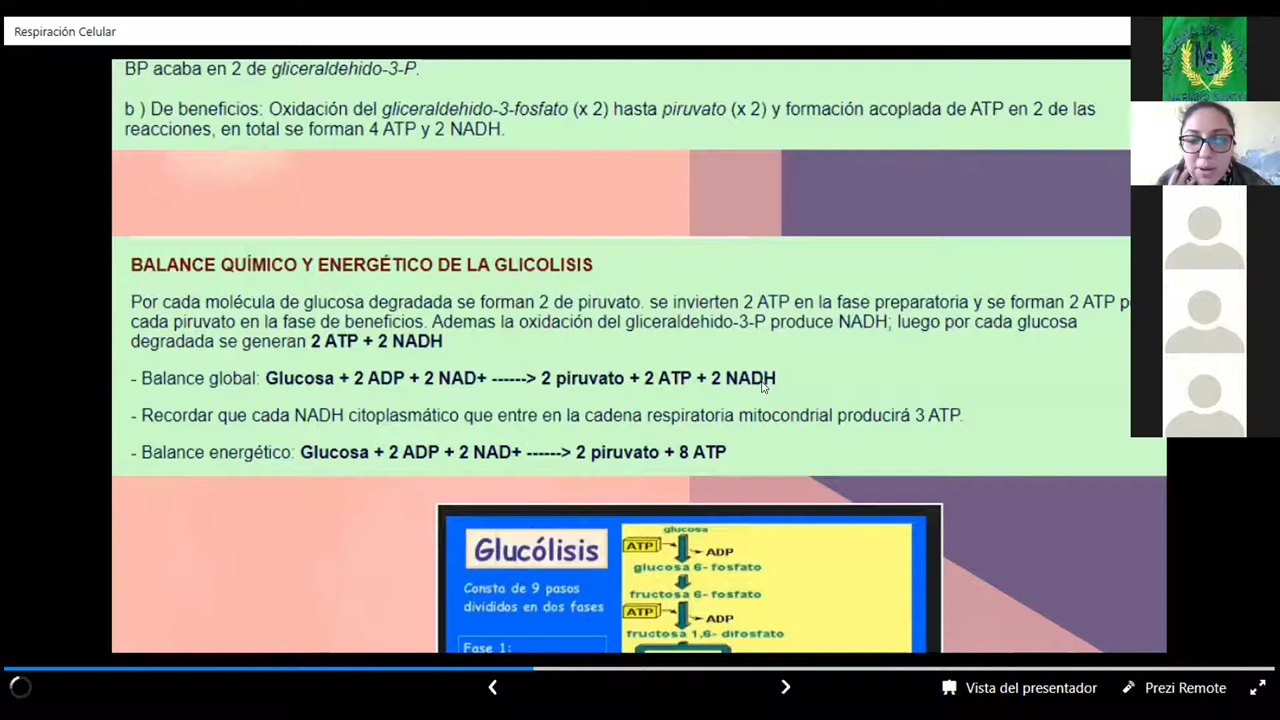 Respiración Celular
BP acaba en 2 de gliceraldehido-3-P.
b ) De beneficios: Oxidación del gliceraldehido-3-fosfato (x 2) hasta piruvato (x 2) y formación acoplada de ATP en 2 de las
reacciones, en total se forman 4 ATP y 2 NADH.
BALANCE QUÍMICO Y ENERGÉTICO DE LA GLICOLISIS
Por cada molécula de glucosa degradada se forman 2 de piruvato. se invierten 2 ATP en la fase preparatoria y se forman 2 ATP
cada piruvato en la fase de beneficios. Ademas la oxidación del gliceraldehido-3-P produce NADH; luego por cada glucosa
degradada se generan 2 ATP + 2 NADH
- Balance global: Glucosa + 2 ADP + 2 NAD+ ------> 2 piruvato + 2 ATP + 2 NADH
- Recordar que cada NADH citoplasmático que entre en la cadena respiratoria mitocondrial producirá 3 ATP.
- Balance energético: Glucosa + 2 ADP + 2 NAD+ ------> 2 piruvato + 8 ATP
Glucólisis
Consta de 9 pasos
divididos en dos fases
Fase 1:
glucosa
ATP ADP
glucosa 6- fosfato
fructosa 6- fosfato
ATP ADP
fructosa 1,6- difosfato
Vista del presentador
Prezi Remote